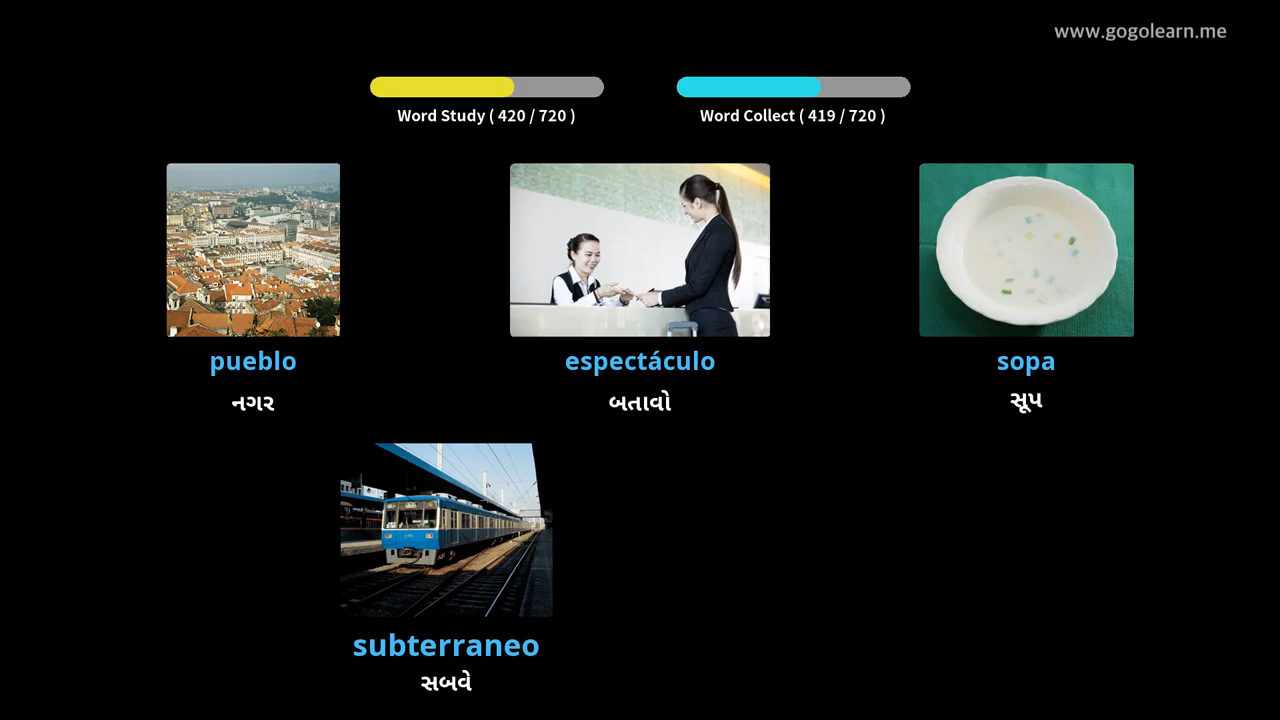 www.gogolearn.me
Word Study ( 420 / 720 )
Word Collect ( 419 / 720 )
pueblo
નગર
espectáculo
બતાવો
sopa
સૂપ
subterraneo
સબવે